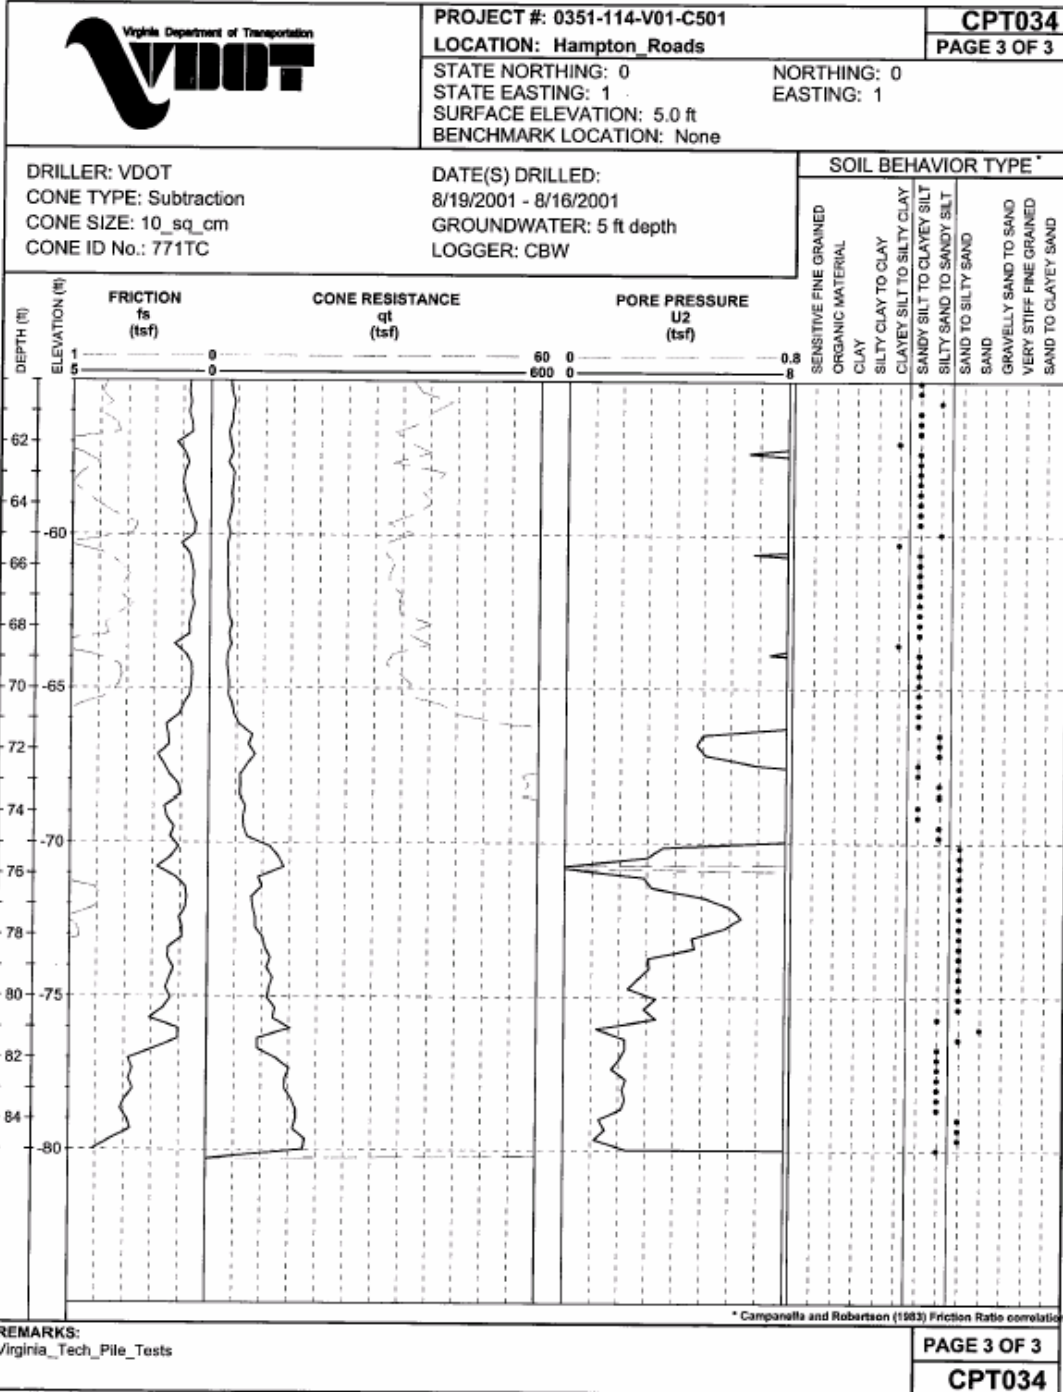 Virginia Department of Transportation
VDOT
PROJECT #: 0351-114-V01-C501
LOCATION: Hampton_Roads
CPT034
PAGE 3 OF 3
STATE NORTHING: 0
STATE EASTING: 1
SURFACE ELEVATION: 5.0 ft
BENCHMARK LOCATION: None
NORTHING: 0
EASTING: 1
DRILLER: VDOT
CONE TYPE: Subtraction
CONE SIZE: 10_sq_cm
CONE ID No.: 771TC
DATE(S) DRILLED:
8/19/2001 - 8/16/2001
GROUNDWATER: 5 ft depth
LOGGER: CBW
SOIL BEHAVIOR TYPE*
SENSITIVE FINE GRAINED
ORGANIC MATERIAL
CLAY
SILTY CLAY TO CLAY
CLAYEY SILT TO SILTY CLAY
SANDY SILT TO CLAYEY SILT
SILTY SAND TO SANDY SILT
SAND TO SILTY SAND
SAND
GRAVELLY SAND TO SAND
VERY STIFF FINE GRAINED
SAND TO CLAYEY SAND
DEPTH (ft)
ELEVATION (ft)
FRICTION
fs
(tsf)
1 0
5 0
CONE RESISTANCE
qt
(tsf)
60
600
PORE PRESSURE
U2
(tsf)
0 0.8
0 8
62
64
-60
66
68
70 -65
72
74
-70
76
78
80 -75
82
84
-80
* Campanella and Robertson (1983) Friction Ratio correlation
REMARKS:
Virginia_Tech_Pile_Tests
PAGE 3 OF 3
CPT034